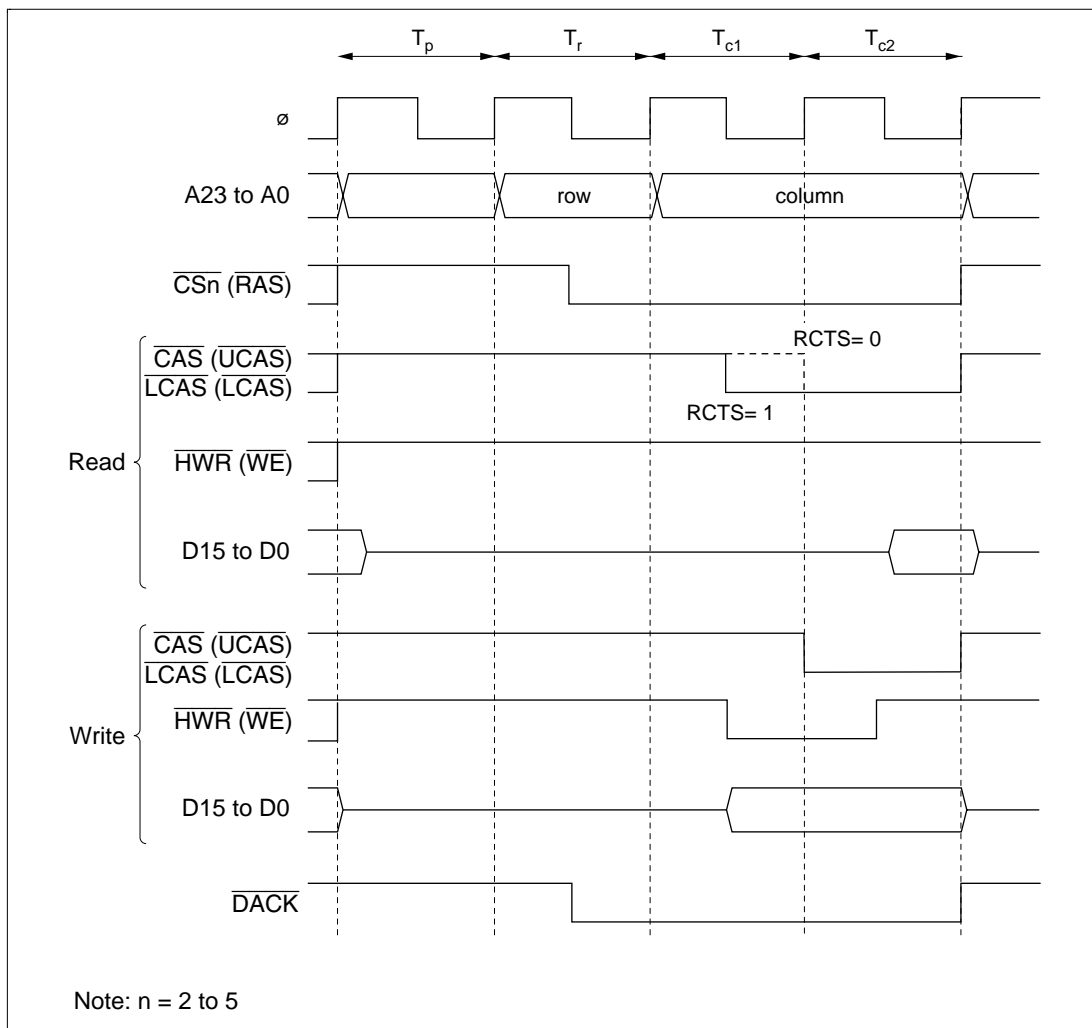 Tp Tr Tc1 Tc2
ø
A23 to A0 row column
CSn (RAS)
RCTS= 0
CAS (UCAS)
LCAS (LCAS)
RCTS= 1
Read HWR (WE)
D15 to D0
CAS (UCAS)
LCAS (LCAS)
HWR (WE)
Write
D15 to D0
DACK
Note: n = 2 to 5